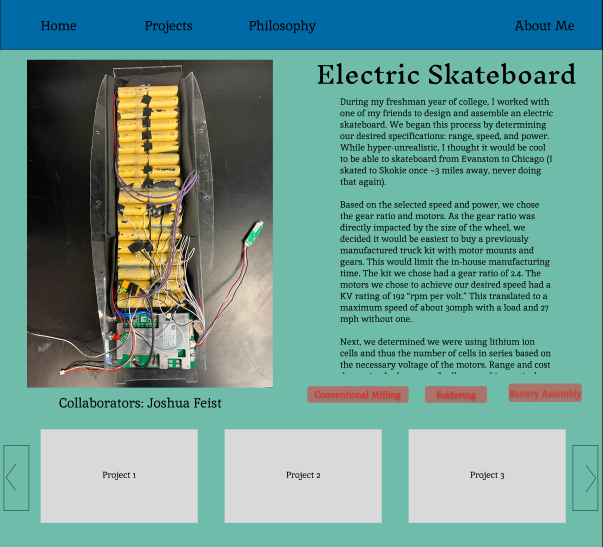 Home Projects Philosophy About Me
Electric Skateboard
During my freshman year of college, I worked with
one of my friends to design and assemble an electric
skateboard. We began this process by determining
our desired specifications: range, speed, and power.
While hyper-unrealistic, I thought it would be cool
to be able to skateboard from Evanston to Chicago (I
skated to Skokie once ~3 miles away, never doing
that again).
Based on the selected speed and power, we chose
the gear ratio and motors. As the gear ratio was
directly impacted by the size of the wheel, we
decided it would be easiest to buy a previously
manufactured truck kit with motor mounts and
gears. This would limit the in-house manufacturing
time. The kit we chose had a gear ratio of 2.4. The
motors we chose to achieve our desired speed had a
KV rating of 192 “rpm per volt.” This translated to a
maximum speed of about 30mph with a load and 27
mph without one.
Next, we determined we were using lithium ion
cells and thus the number of cells in series based on
the necessary voltage of the motors. Range and cost
Conventional Milling Soldering Battery Assembly
Collaborators: Joshua Feist
Project 1 Project 2 Project 3